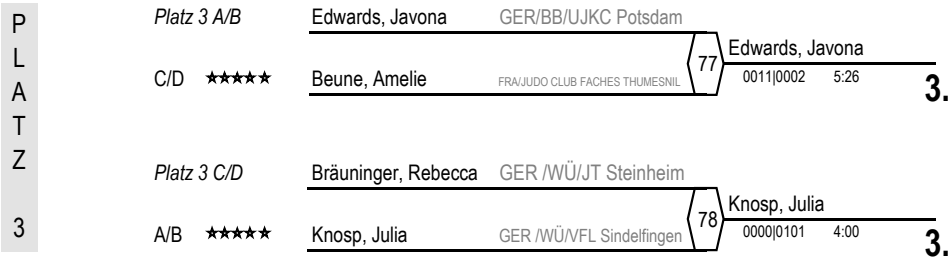 PLATZ 3
Platz 3 A/B Edwards, Javona GER/BB/UJKC Potsdam
77 Edwards, Javona
C/D ★★★★★ Beune, Amelie FRA/JUDO CLUB FACHES THUMESNIL 0011|0002 5:26 3.
Platz 3 C/D Bräuninger, Rebecca GER /WÜ/JT Steinheim
78 Knosp, Julia
A/B ★★★★★ Knosp, Julia GER /WÜ/VFL Sindelfingen 0000|0101 4:00 3.